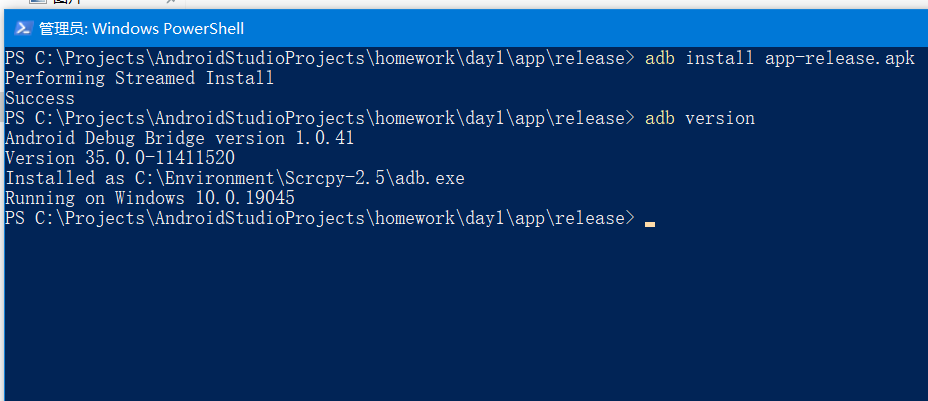 管理员: Windows PowerShell
PS C:\Projects\AndroidStudioProjects\homework\day1\app\release> adb install app-release.apk
Performing Streamed Install
Success
PS C:\Projects\AndroidStudioProjects\homework\day1\app\release> adb version
Android Debug Bridge version 1.0.41
Version 35.0.0-11411520
Installed as C:\Environment\Scrcpy-2.5\adb.exe
Running on Windows 10.0.19045
PS C:\Projects\AndroidStudioProjects\homework\day1\app\release>